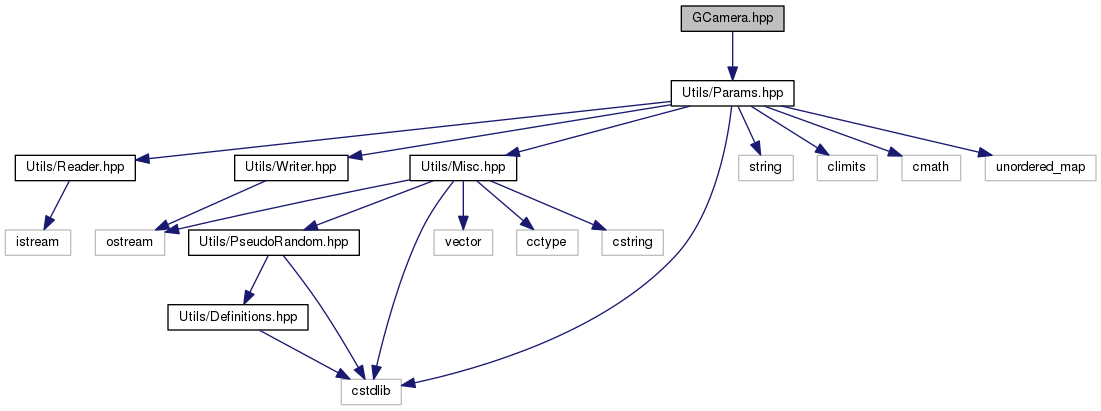 GCamera.hpp
Utils/Params.hpp
Utils/Reader.hpp
Utils/Writer.hpp
Utils/Misc.hpp
string
climits
cmath
unordered_map
istream
ostream
Utils/PseudoRandom.hpp
vector
cctype
cstring
Utils/Definitions.hpp
cstdlib